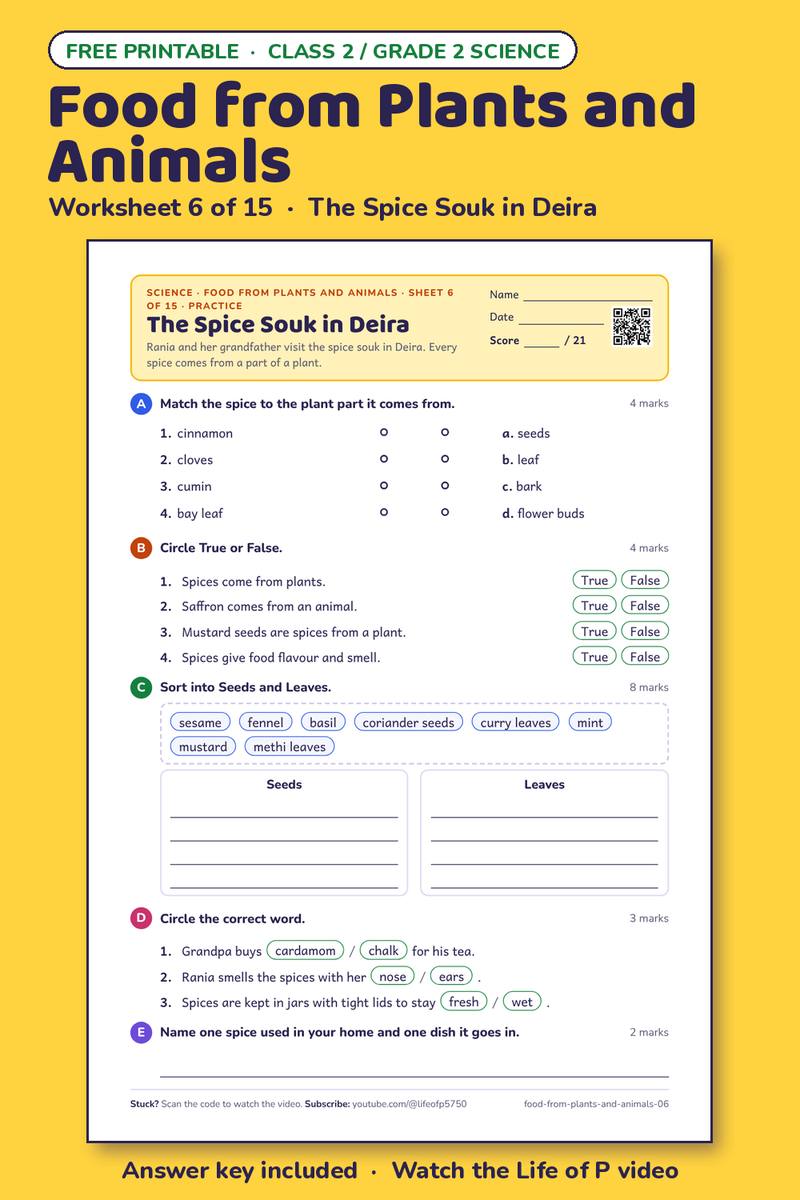 FREE PRINTABLE · CLASS 2 / GRADE 2 SCIENCE
Food from Plants and
Animals
Worksheet 6 of 15 · The Spice Souk in Deira
SCIENCE · FOOD FROM PLANTS AND ANIMALS · SHEET 6
OF 15 · PRACTICE
The Spice Souk in Deira
Rania and her grandfather visit the spice souk in Deira. Every
spice comes from a part of a plant.
Name
Date
Score / 21
A Match the spice to the plant part it comes from. 4 marks
1. cinnamon a. seeds
2. cloves b. leaf
3. cumin c. bark
4. bay leaf d. flower buds
B Circle True or False. 4 marks
1. Spices come from plants. True False
2. Saffron comes from an animal. True False
3. Mustard seeds are spices from a plant. True False
4. Spices give food flavour and smell. True False
C Sort into Seeds and Leaves. 8 marks
sesame fennel basil coriander seeds curry leaves mint
mustard methi leaves
Seeds Leaves
D Circle the correct word. 3 marks
1. Grandpa buys cardamom / chalk for his tea.
2. Rania smells the spices with her nose / ears .
3. Spices are kept in jars with tight lids to stay fresh / wet .
E Name one spice used in your home and one dish it goes in. 2 marks
Stuck? Scan the code to watch the video. Subscribe: youtube.com/@lifeofp5750 food-from-plants-and-animals-06
Answer key included · Watch the Life of P video